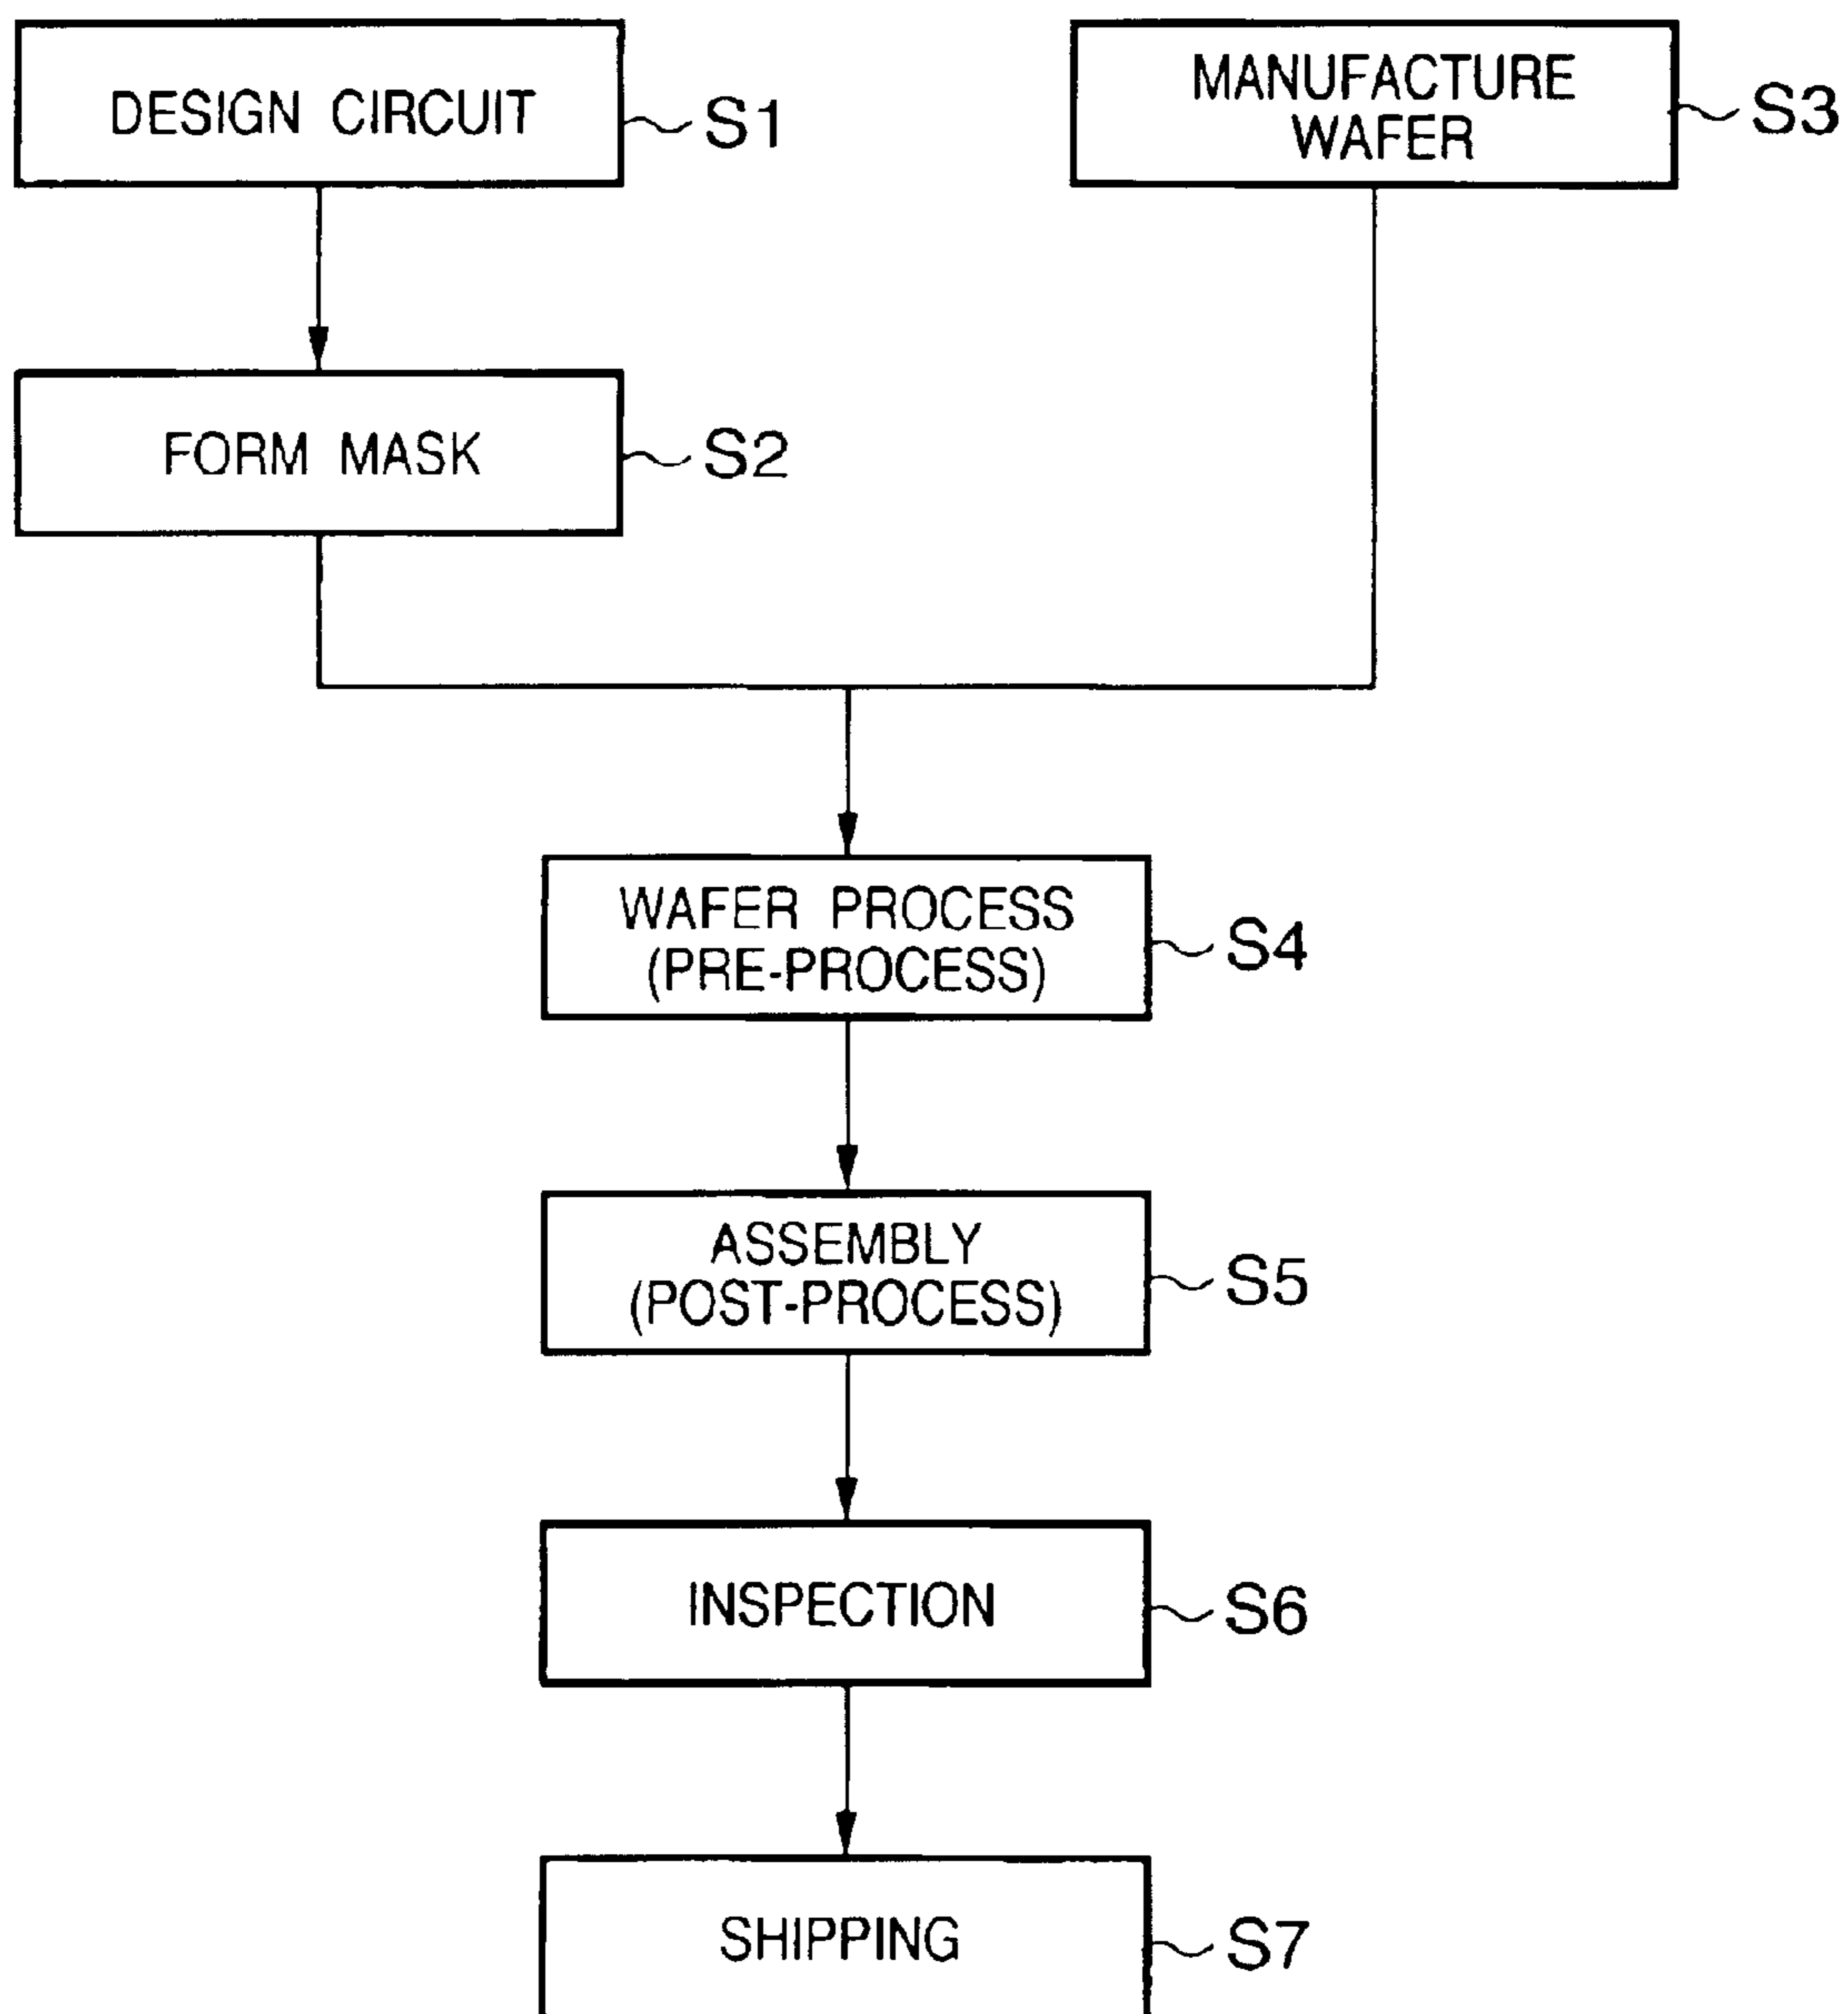 DESIGN CIRCUIT
S1
MANUFACTURE
WAFER
S3
FORM MASK
S2
WAFER PROCESS
(PRE-PROCESS)
S4
ASSEMBLY
(POST-PROCESS)
S5
INSPECTION
S6
SHIPPING
S7